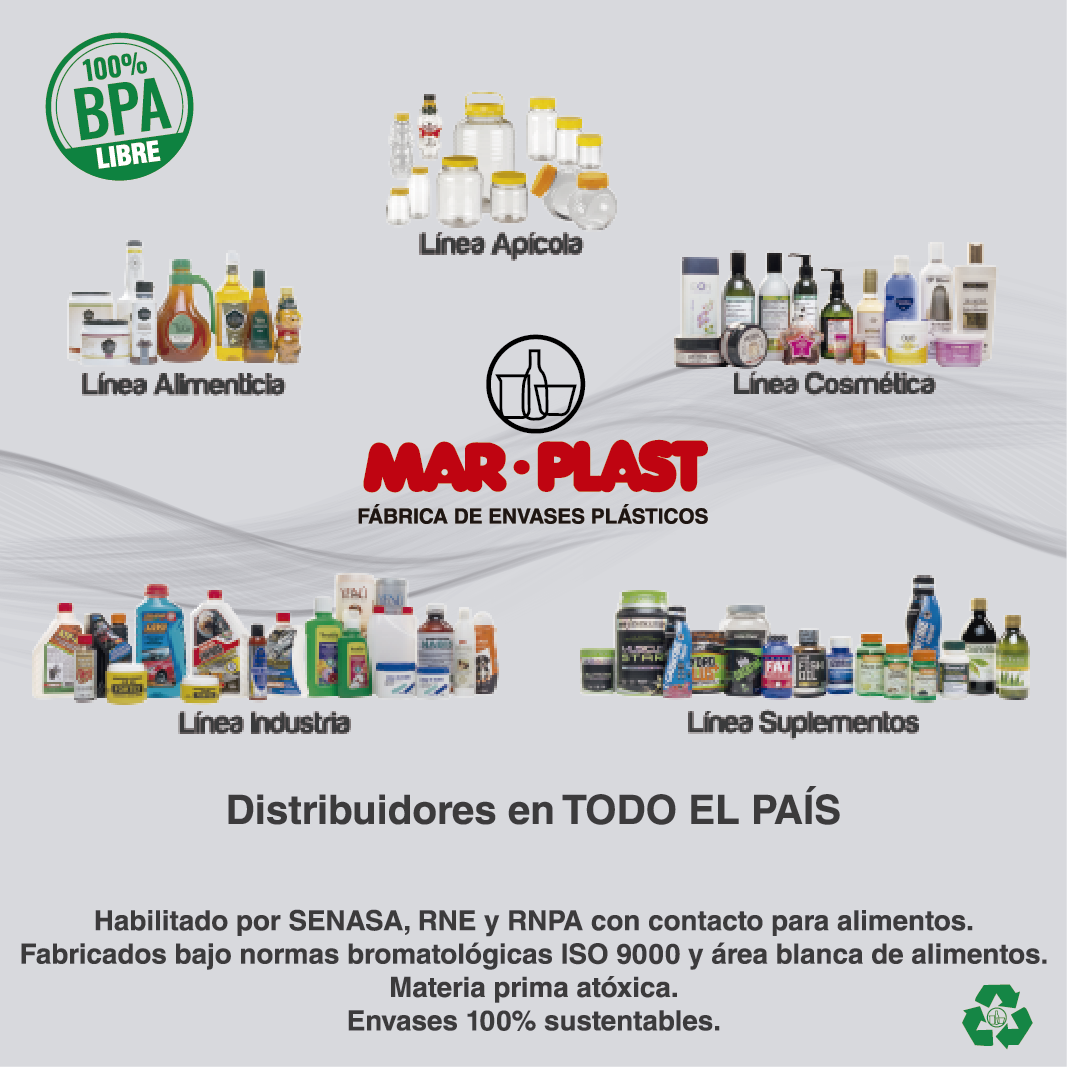 100%
BPA
LIBRE
Línea Apícola
Línea Alimenticia
Línea Cosmética
MAR·PLAST
FÁBRICA DE ENVASES PLÁSTICOS
Línea Industria
Línea Suplementos
Distribuidores en TODO EL PAÍS
Habilitado por SENASA, RNE y RNPA con contacto para alimentos.
Fabricados bajo normas bromatológicas ISO 9000 y área blanca de alimentos.
Materia prima atóxica.
Envases 100% sustentables.